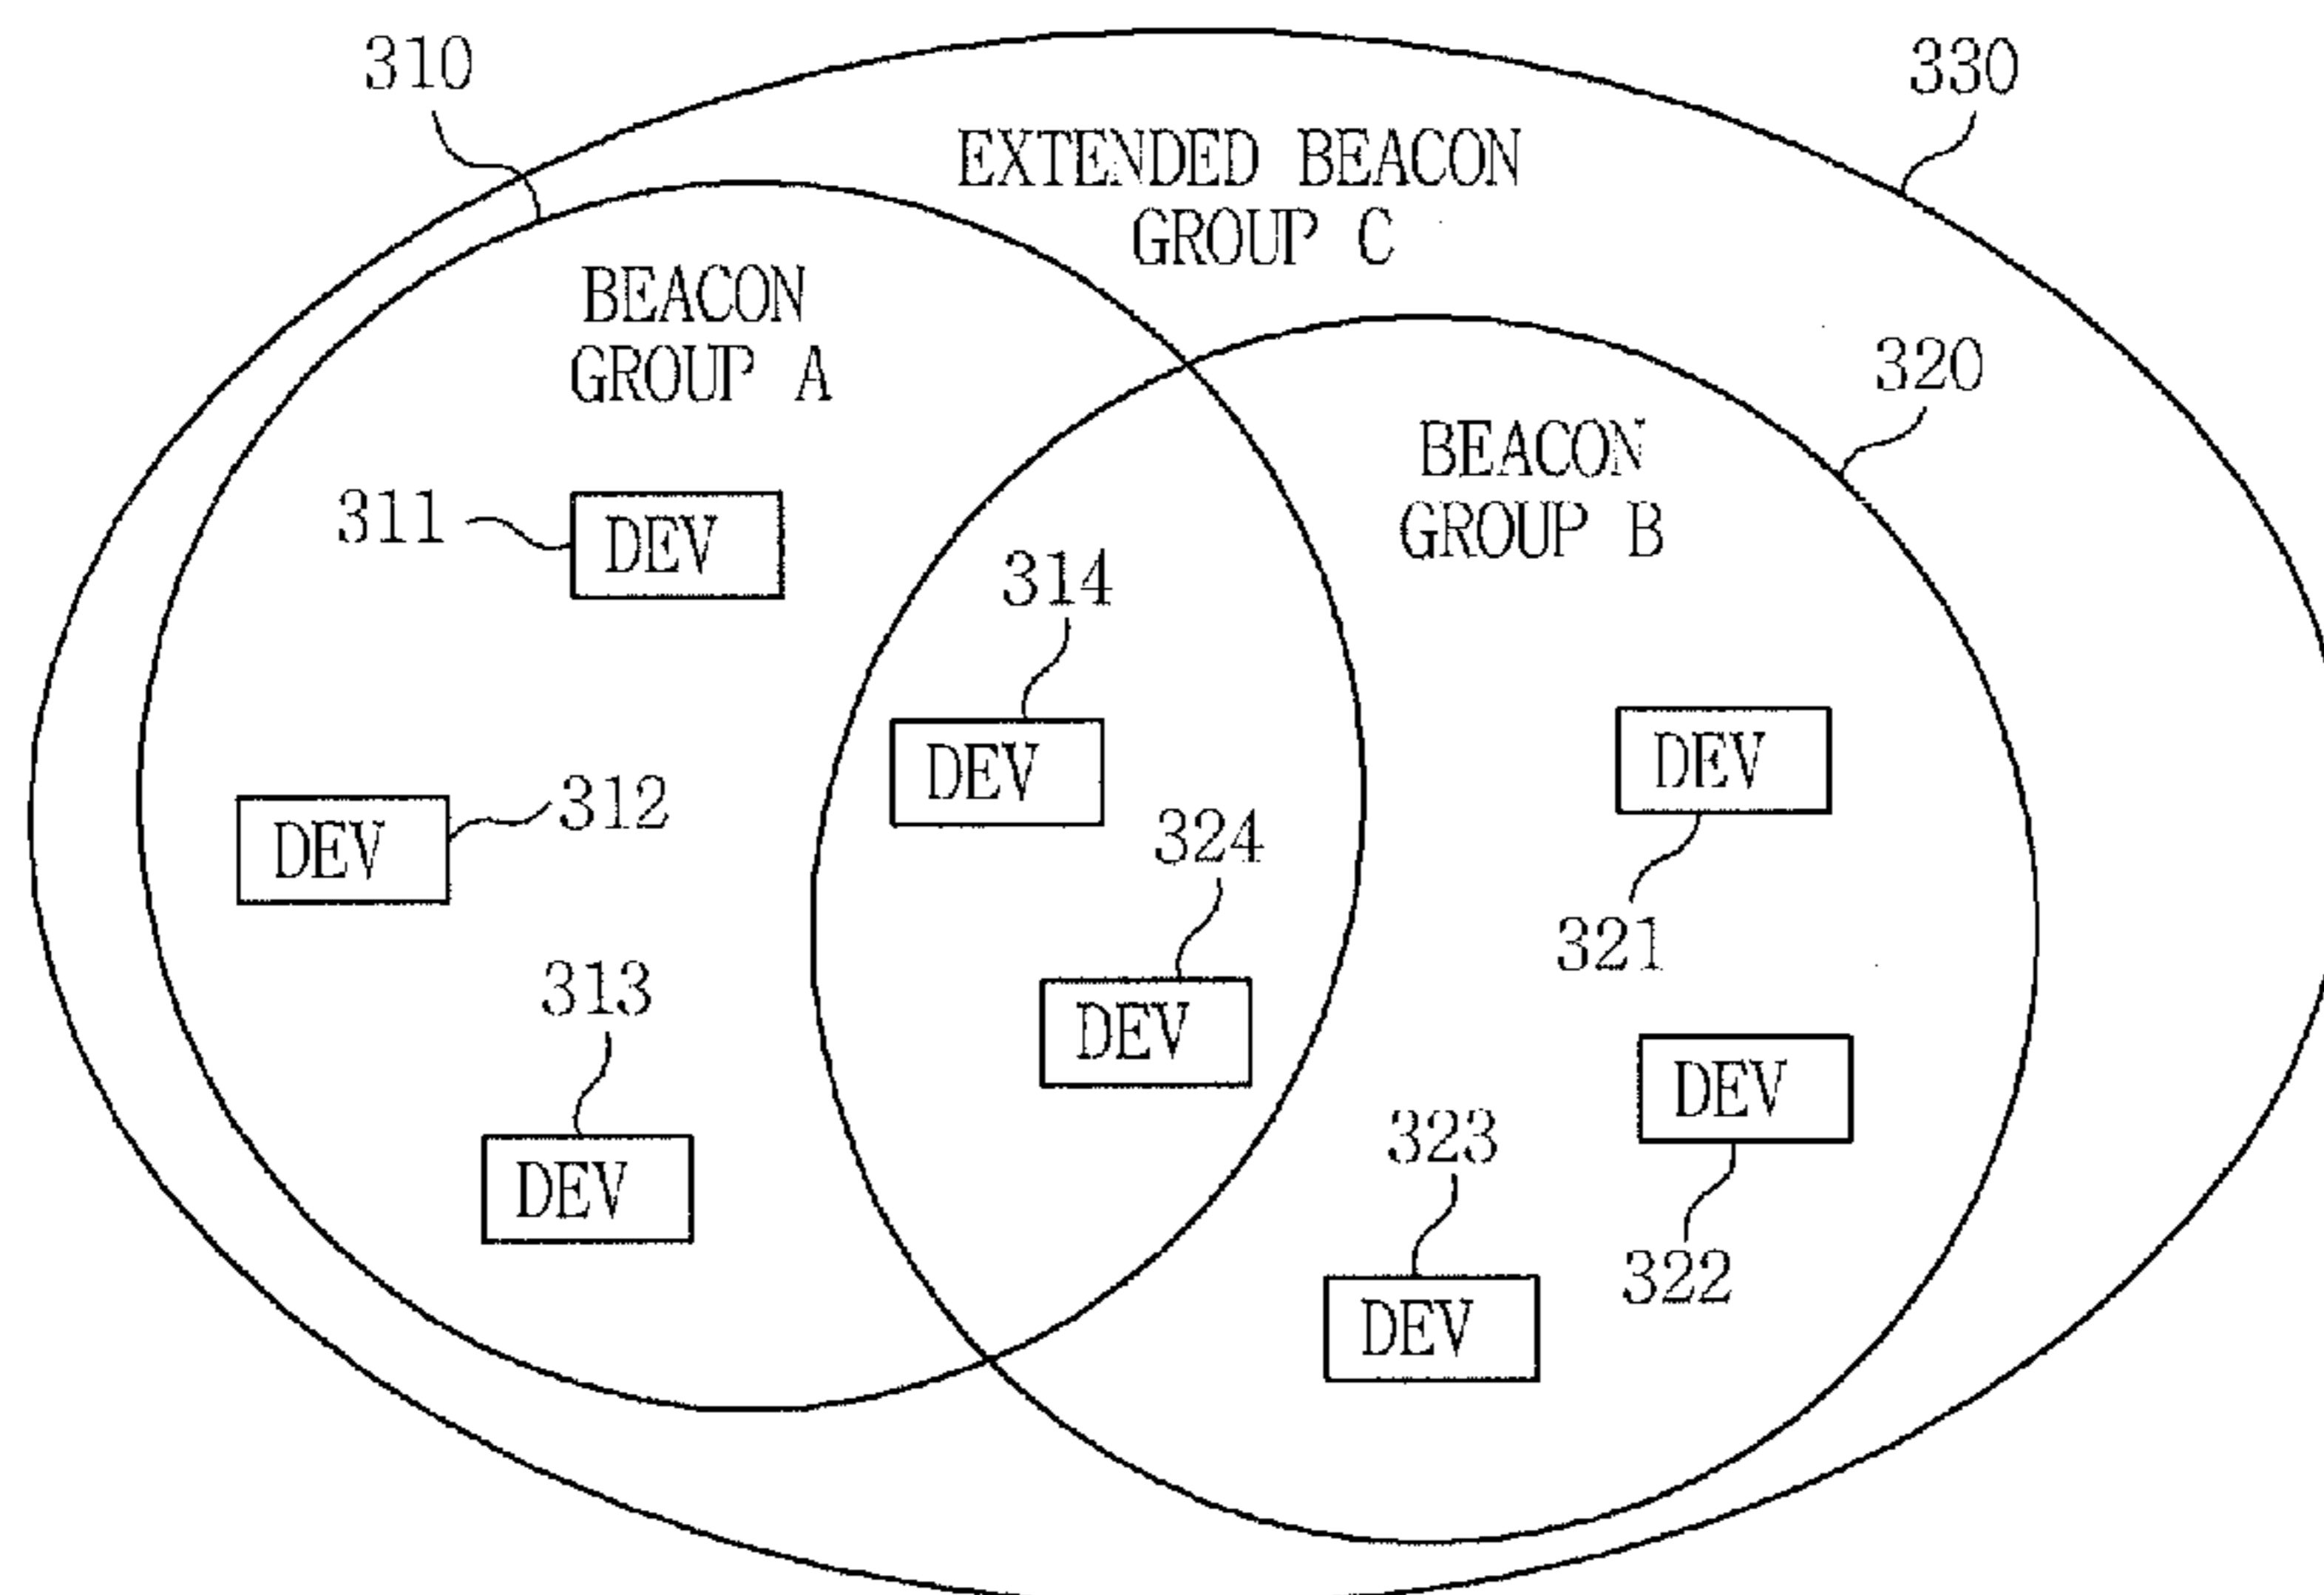 310
330
EXTENDED BEACON
GROUP C
BEACON
GROUP A
320
BEACON
GROUP B
311
DEV
314
DEV
DEV
312
DEV
324
DEV
321
313
DEV
DEV
323
DEV
322
DEV